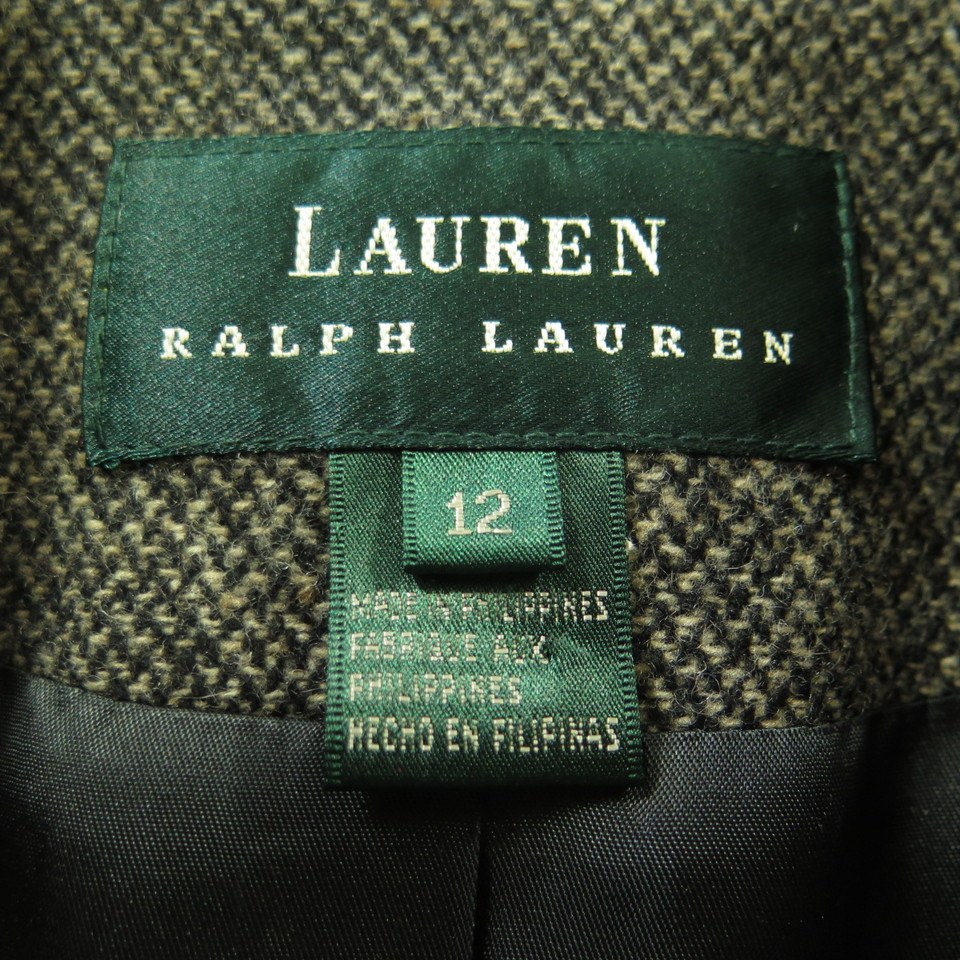 LAUREN
RALPH LAUREN
12
MADE IN PHILIPPINES
FABRIQUE AUX
PHILIPPINES
HECHO EN FILIPINAS